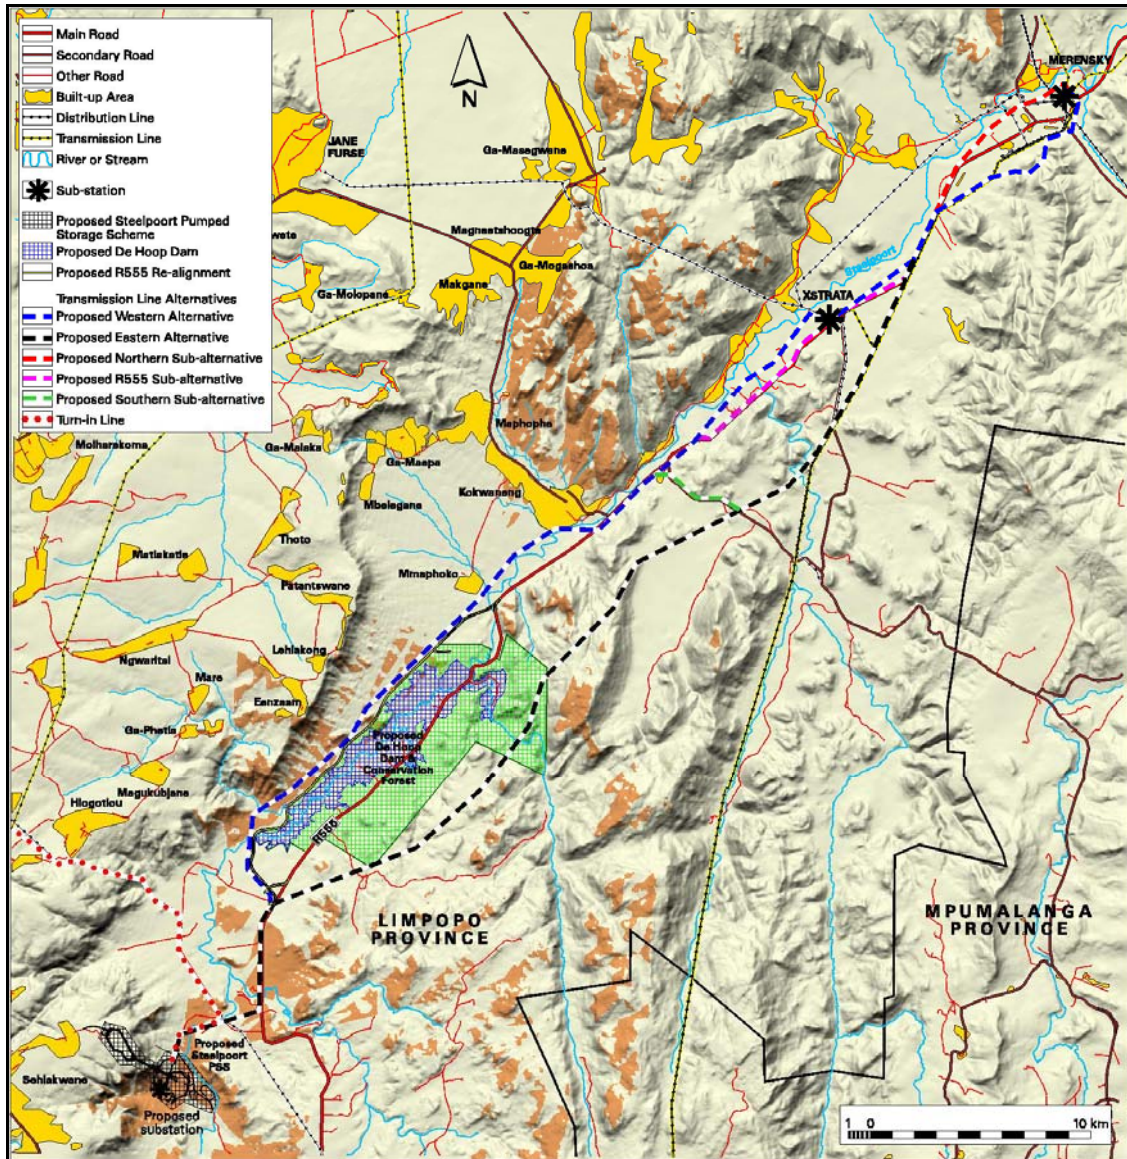 Main Road
Secondary Road
Other Road
Built-up Area
Distribution Line
Transmission Line
River or Stream
Sub-station
Proposed Steelpoort Pumped
Storage Scheme
Proposed De Hoop Dam
Proposed R555 Re-alignment
Transmission Line Alternatives
Proposed Western Alternative
Proposed Eastern Alternative
Proposed Northern Sub-alternative
Proposed R555 Sub-alternative
Proposed Southern Sub-alternative
Turn-in Line
N
MERENSKY
JANE
FURSE
Ga-Masegwana
Magneetshoogte
Ga-Mogashoa
Makgane
Ga-Molopane
Steelpoort
XSTRATA
Maphopha
Ga-Malaka
Ga-Maapa
Kokwaneng
Mbelegane
Thoto
Matlakatle
Patantswane
Mmaphoko
Ngwaritsi
Lehlakong
Mare
Eenzaam
Ga-Phatla
Magukubjana
Hlogotlou
Proposed
De Hoop
Dam &
Conservation
Forest
R555
LIMPOPO
PROVINCE
MPUMALANGA
PROVINCE
Proposed
Steelpoort
PSS
Sehlakwane
Proposed
substation
1 0 10 km